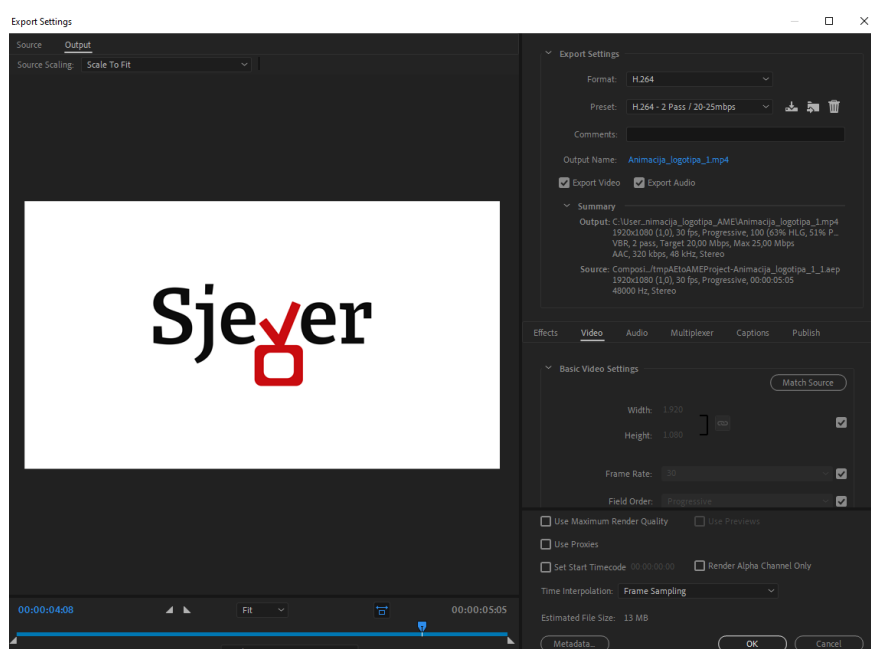 Export Settings
Source Output
Source Scaling: Scale To Fit
Sjever
00:00:04:08 Fit 00:00:05:05
Export Settings
Format: H.264
Preset: H.264 - 2 Pass / 20-25mbps
Comments:
Output Name: Animacija_logotipa_1.mp4
Export Video Export Audio
Summary
Output: C:\User...nimacija_logotipa_AME\Animacija_logotipa_1.mp4
1920x1080 (1,0), 30 fps, Progressive, 100 (63% HLG, 51% P...
VBR, 2 pass, Target 20,00 Mbps, Max 25,00 Mbps
AAC, 320 kbps, 48 kHz, Stereo
Source: Composi.../tmpAEtoAMEProject-Animacija_logotipa_1_1.aep
1920x1080 (1,0), 30 fps, Progressive, 00:00:05:05
48000 Hz, Stereo
Effects Video Audio Multiplexer Captions Publish
Basic Video Settings
Match Source
Width: 1.920
Height: 1.080
Frame Rate: 30
Field Order: Progressive
Use Maximum Render Quality Use Previews
Use Proxies
Set Start Timecode 00:00:00:00 Render Alpha Channel Only
Time Interpolation: Frame Sampling
Estimated File Size: 13 MB
Metadata... OK Cancel